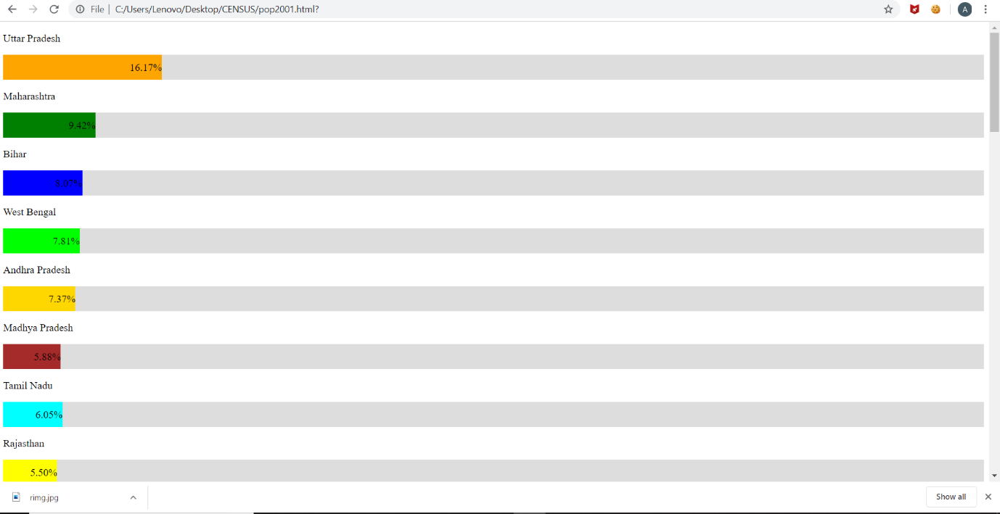 File | C:/Users/Lenovo/Desktop/CENSUS/pop2001.html?
A
Uttar Pradesh
16.17%
Maharashtra
9.42%
Bihar
8.07%
West Bengal
7.81%
Andhra Pradesh
7.37%
Madhya Pradesh
5.88%
Tamil Nadu
6.05%
Rajasthan
5.50%
rimg.jpg
Show all